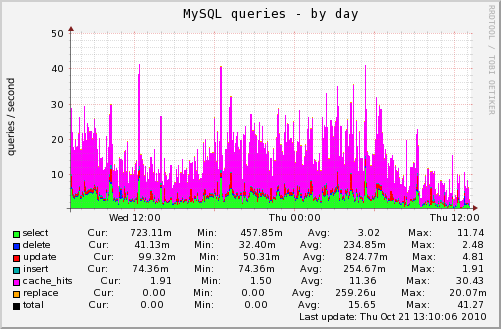 MySQL queries - by day
RRDTOOL / TOBI OETIKER
queries / second
50
40
30
20
10
Wed 12:00 Thu 00:00 Thu 12:00
select Cur: 723.11m Min: 457.85m Avg: 3.02 Max: 11.74
delete Cur: 41.13m Min: 32.40m Avg: 234.85m Max: 2.48
update Cur: 99.32m Min: 50.31m Avg: 824.77m Max: 4.81
insert Cur: 74.36m Min: 74.36m Avg: 254.67m Max: 1.91
cache_hits Cur: 1.91 Min: 1.50 Avg: 11.36 Max: 30.43
replace Cur: 0.00 Min: 0.00 Avg: 259.26u Max: 20.07m
total Cur: 0.00 Min: 0.00 Avg: 15.65 Max: 41.27
Last update: Thu Oct 21 13:10:06 2010